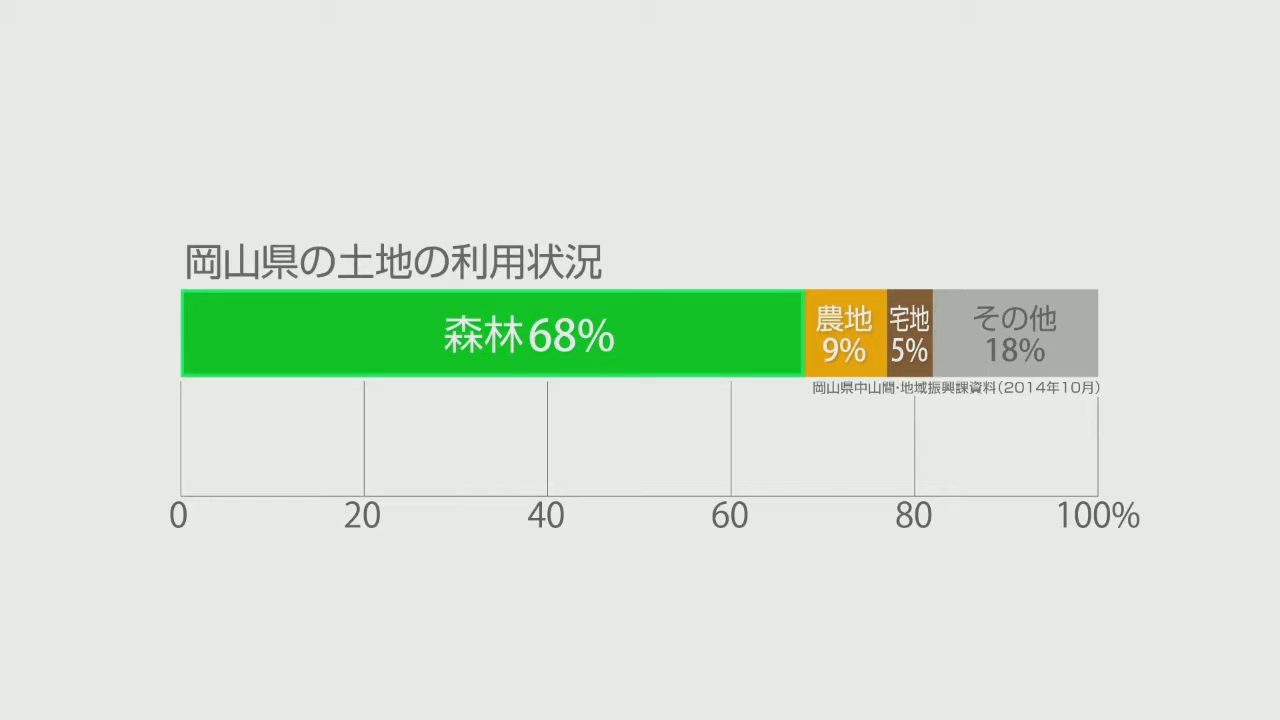 岡山県の土地の利用状況
森林68%
農地
9%
宅地
5%
その他
18%
岡山県中山間・地域振興課資料(2014年10月)
0
20
40
60
80
100%